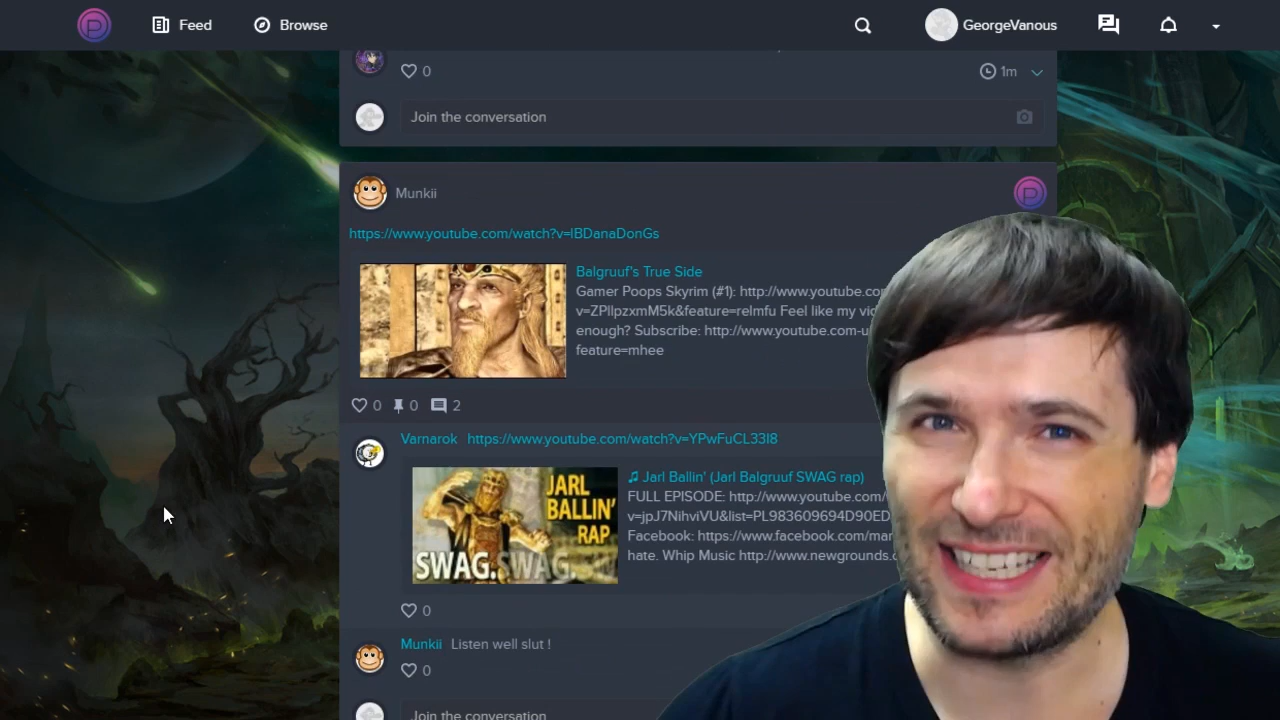 Feed
Browse
GeorgeVanous
0
1m
Join the conversation
Munkii
https://www.youtube.com/watch?v=lBDanaDonGs
Balgruuf's True Side
Gamer Poops Skyrim (#1): http://www.youtube.co
v=ZPllpzxmM5k&feature=relmfu Feel like my vi
enough? Subscribe: http://www.youtube.com-u
feature=mhee
0 0 2
Varnarok https://www.youtube.com/watch?v=YPwFuCL33l8
JARL
BALLIN'
RAP
SWAG.SWAG.
♫ Jarl Ballin' (Jarl Balgruuf SWAG rap)
FULL EPISODE: http://www.youtube.com/
v=jpJ7NihviVU&list=PL983609694D90ED
Facebook: https://www.facebook.com/mar
hate. Whip Music http://www.newgrounds.c
0
Munkii Listen well slut !
0
Join the conversation